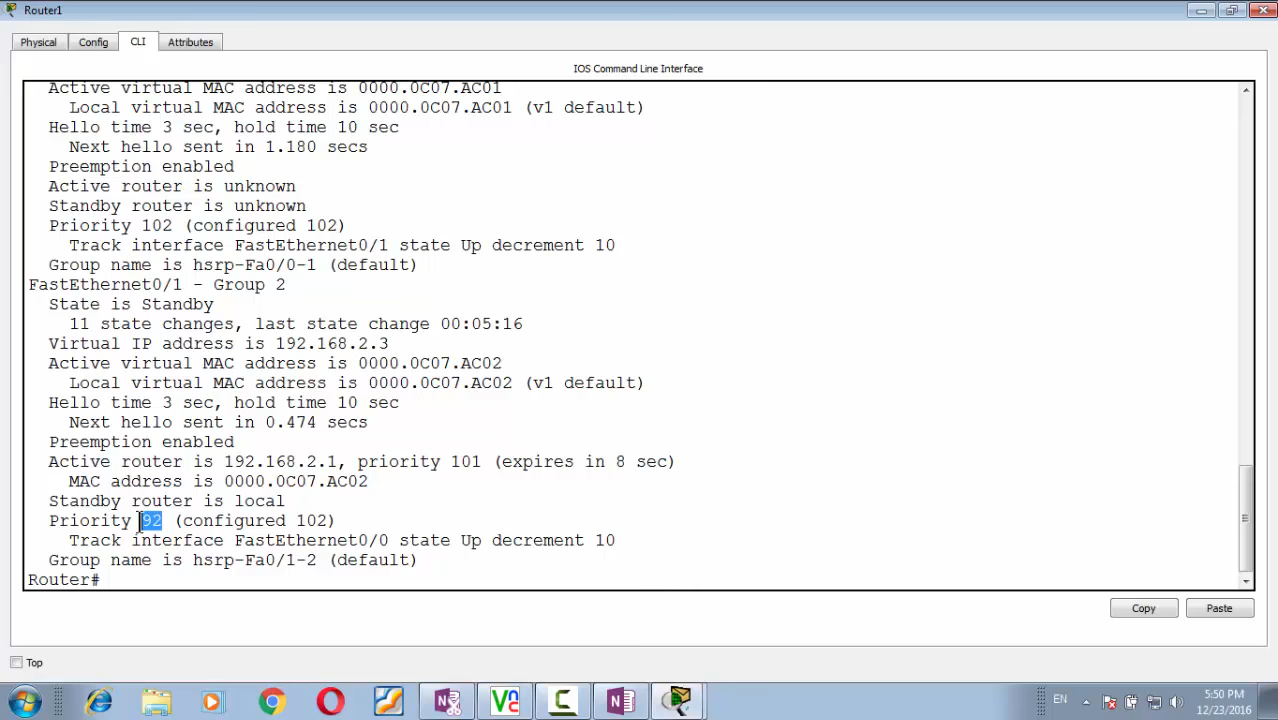 Router1
Physical
Config
CLI
Attributes
IOS Command Line Interface
Active virtual MAC address is 0000.0C07.AC01
Local virtual MAC address is 0000.0C07.AC01 (v1 default)
Hello time 3 sec, hold time 10 sec
Next hello sent in 1.180 secs
Preemption enabled
Active router is unknown
Standby router is unknown
Priority 102 (configured 102)
Track interface FastEthernet0/1 state Up decrement 10
Group name is hsrp-Fa0/0-1 (default)
FastEthernet0/1 - Group 2
State is Standby
11 state changes, last state change 00:05:16
Virtual IP address is 192.168.2.3
Active virtual MAC address is 0000.0C07.AC02
Local virtual MAC address is 0000.0C07.AC02 (v1 default)
Hello time 3 sec, hold time 10 sec
Next hello sent in 0.474 secs
Preemption enabled
Active router is 192.168.2.1, priority 101 (expires in 8 sec)
MAC address is 0000.0C07.AC02
Standby router is local
Priority 92 (configured 102)
Track interface FastEthernet0/0 state Up decrement 10
Group name is hsrp-Fa0/1-2 (default)
Router#
Copy
Paste
Top
EN
5:50 PM
12/23/2016